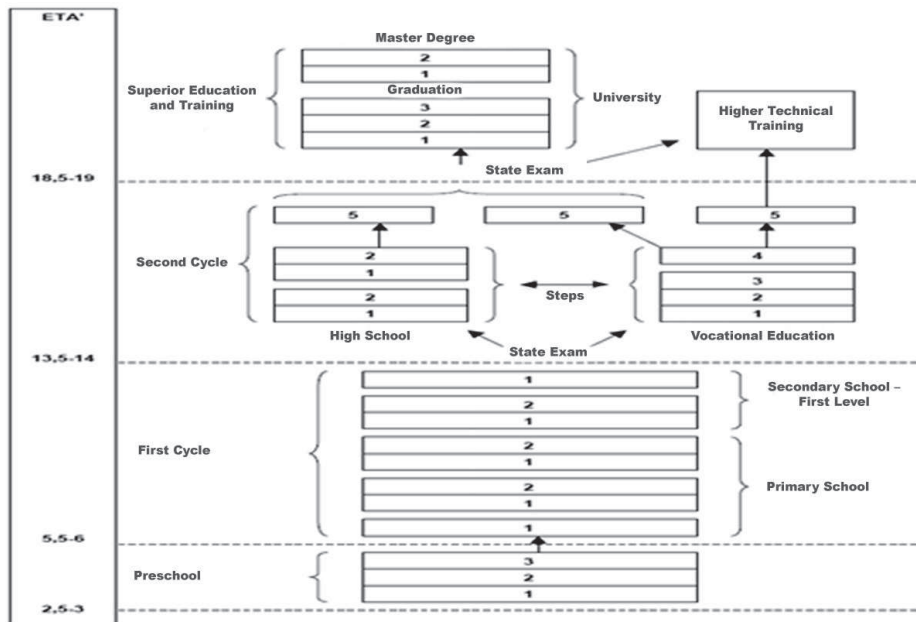 ETA'
Master Degree
2
1
Superior Education
and Training
Graduation
3
2
1
University
Higher Technical
Training
State Exam
18,5-19
5
5
5
Second Cycle
2
1
2
1
High School
Steps
4
3
2
1
Vocational Education
State Exam
13,5-14
First Cycle
1
2
1
2
1
2
1
1
Secondary School –
First Level
Primary School
5,5-6
Preschool
3
2
1
2,5-3